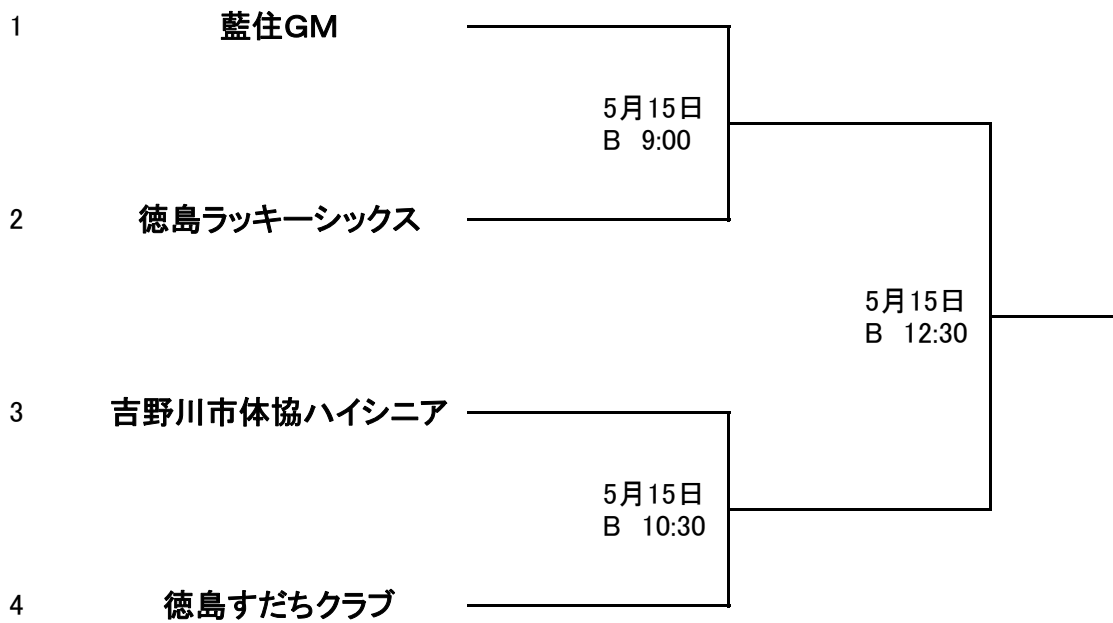 1 藍住GM
5月15日
B 9:00
2 徳島ラッキーシックス
5月15日
B 12:30
3 吉野川市体協ハイシニア
5月15日
B 10:30
4 徳島すだちクラブ